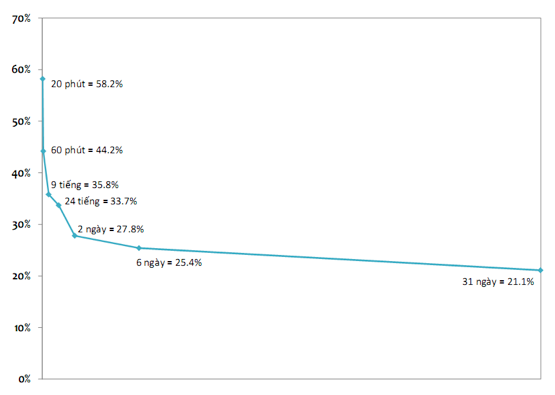 70%
60%
20 phút = 58.2%
50%
60 phút = 44.2%
40%
9 tiếng = 35.8%
24 tiếng = 33.7%
30%
2 ngày = 27.8%
6 ngày = 25.4%
20%
31 ngày = 21.1%
10%
0%